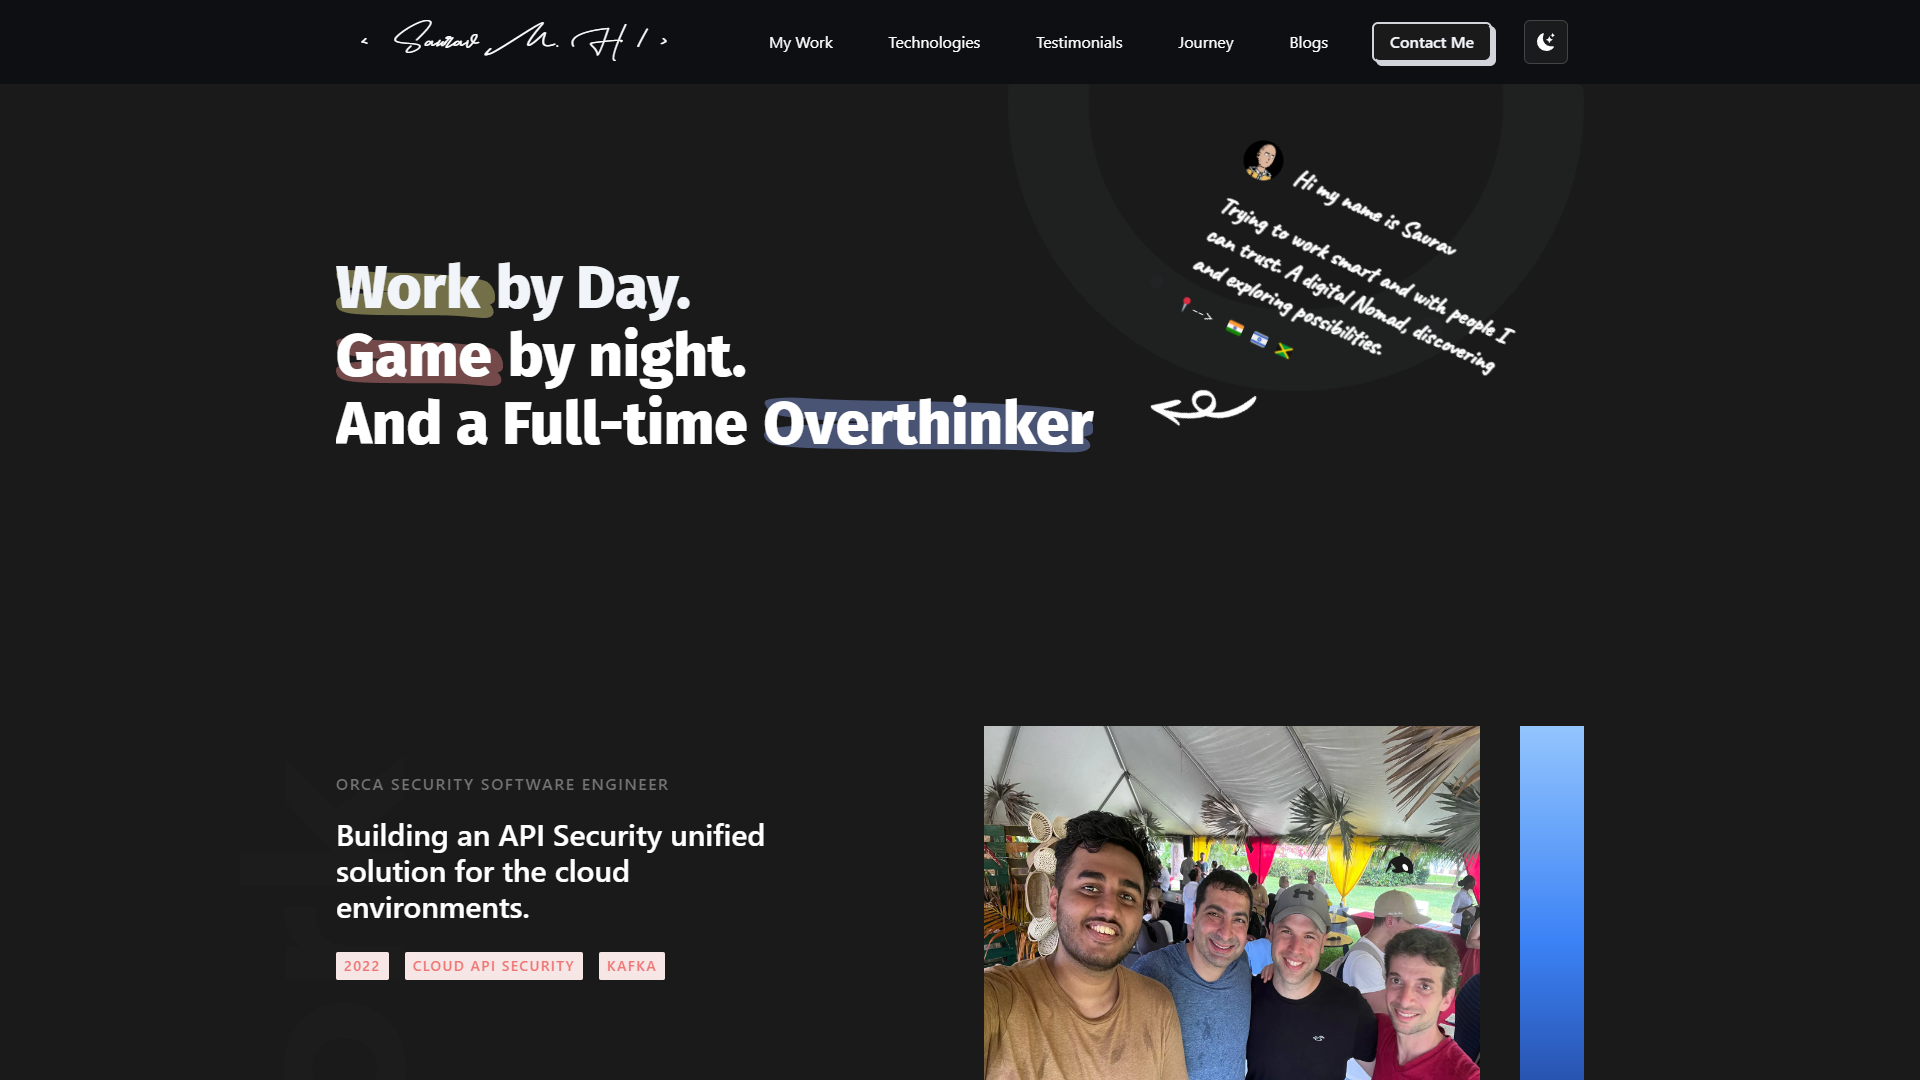 < Saurav M. H / >
My Work
Technologies
Testimonials
Journey
Blogs
Contact Me
Hi my name is Saurav
Trying to work smart and with people I
can trust. A digital Nomad, discovering
and exploring possibilities.
-->
Work by Day.
Game by night.
And a Full-time Overthinker
ORCA SECURITY SOFTWARE ENGINEER
Building an API Security unified
solution for the cloud
environments.
2022
CLOUD API SECURITY
KAFKA